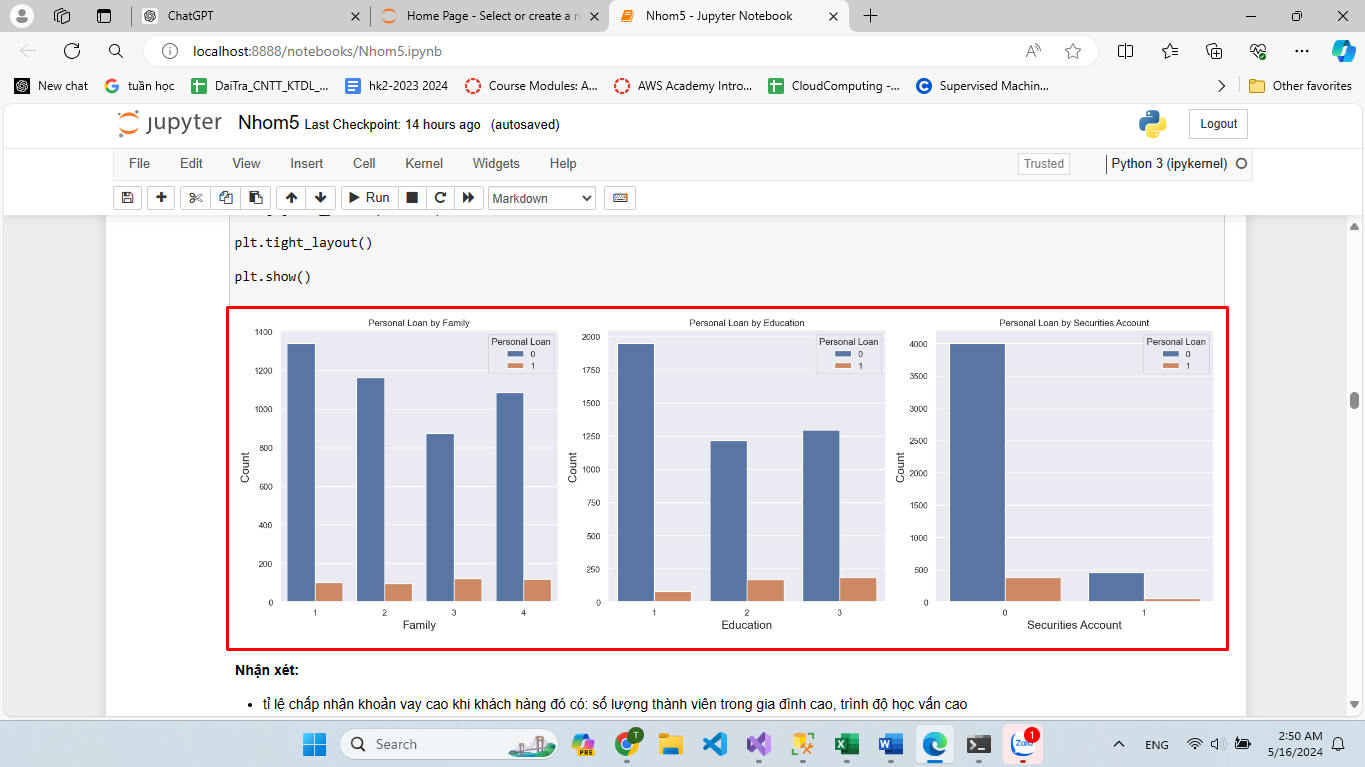 ChatGPT
Home Page - Select or create a n
Nhom5 - Jupyter Notebook
localhost:8888/notebooks/Nhom5.ipynb
New chat
tuần học
DaiTra_CNTT_KTDL_...
hk2-2023 2024
Course Modules: A...
AWS Academy Intro...
CloudComputing -...
Supervised Machin...
Other favorites
jupyter Nhom5 Last Checkpoint: 14 hours ago (autosaved)
Logout
File Edit View Insert Cell Kernel Widgets Help
Trusted
Python 3 (ipykernel)
Run
Markdown
plt.tight_layout()
plt.show()
Personal Loan by Family
Personal Loan
0
1
1400
1200
1000
800
600
400
200
0
Count
1 2 3 4
Family
Personal Loan by Education
Personal Loan
0
1
2000
1750
1500
1250
1000
750
500
250
0
Count
1 2 3
Education
Personal Loan by Securities Account
Personal Loan
0
1
4000
3500
3000
2500
2000
1500
1000
500
0
Count
0 1
Securities Account
Nhận xét:
• tỉ lệ chấp nhận khoản vay cao khi khách hàng đó có: số lượng thành viên trong gia đình cao, trình độ học vấn cao
Search
PRE
T
Zalo
1
ENG
2:50 AM
5/16/2024